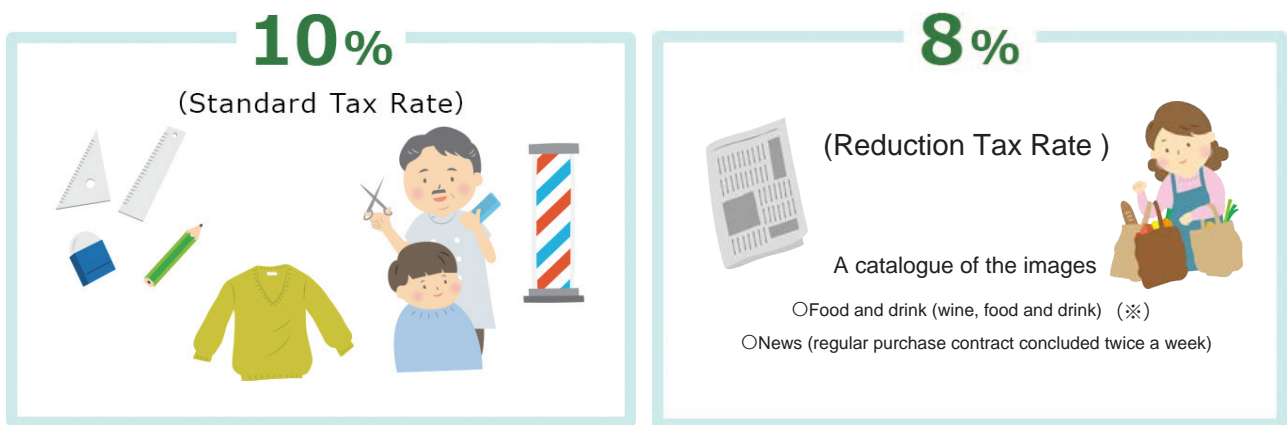 10%
(Standard Tax Rate)
8%
(Reduction Tax Rate )
A catalogue of the images
○Food and drink (wine, food and drink) (※)
○News (regular purchase contract concluded twice a week)